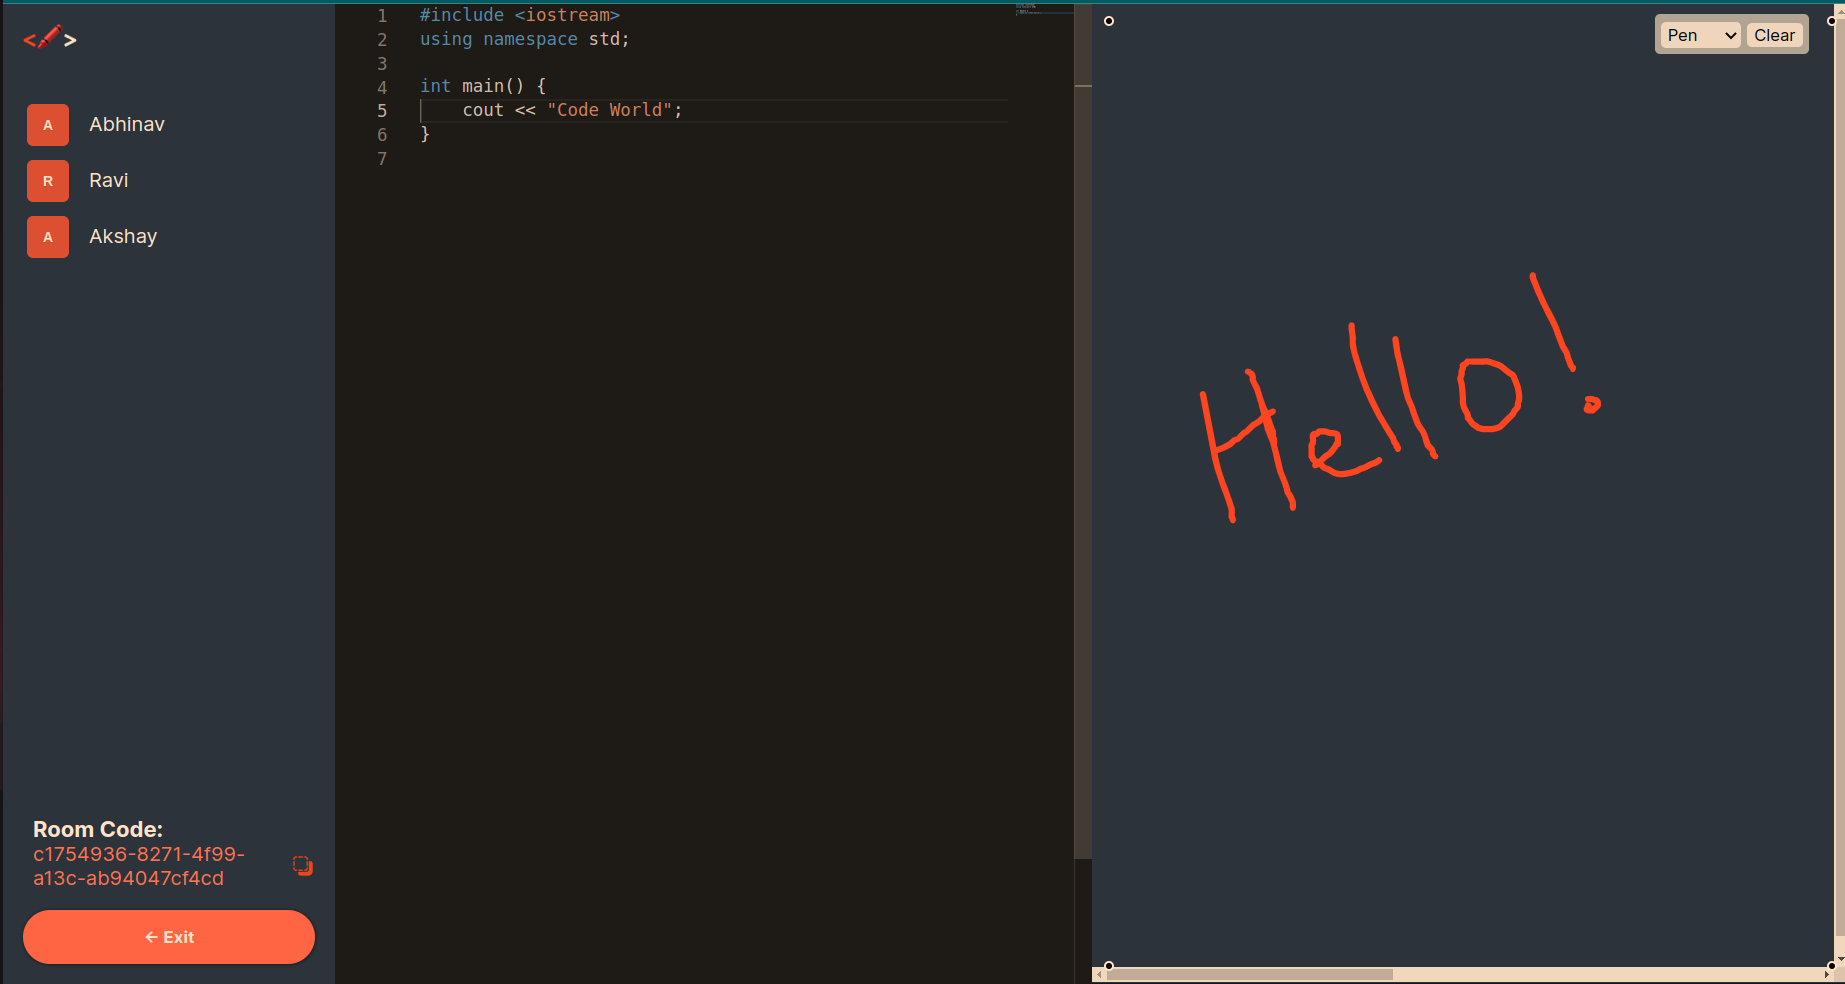 < >
A Abhinav
R Ravi
A Akshay
Room Code:
c1754936-8271-4f99-
a13c-ab94047cf4cd
← Exit
1 #include <iostream>
2 using namespace std;
3
4 int main() {
5     cout << "Code World";
6 }
7
Pen Clear
Hello!